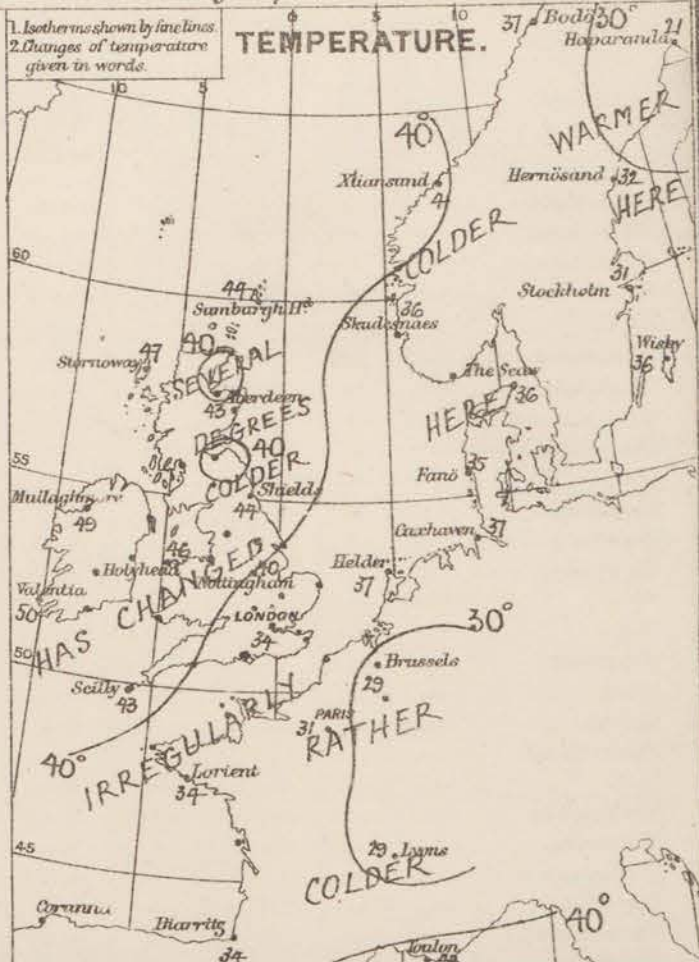 1. Isotherms shown by fine lines.
2. Changes of temperature
given in words.
TEMPERATURE.
10
5
0
5
10
37 Bodö
30°
Haparanda 21
WARMER
HERE
40°
Xtiansand
4
Hernösand 32
COLDER
HERE
60
44
Sumburgh Hd
36
Skudesnaes
Stockholm
31
Wisby
36
Stornoway 47
40
SEVERAL
DEGREES
COLDER
43 Aberdeen
The Scaw
36
40
55
Shields
44
Fanö 35
Mullaghmore
49
Cuxhaven 37
46
Holyhead
Nottingham
40
Helder
37
Valentia
50
HAS CHANGED
IRREGULARLY
LONDON
34
30°
50
Brussels
29
Scilly
43
PARIS
31
RATHER
COLDER
40°
Lorient
34
45
29 Lyons
Corunna
Biarritz
34
40°
Toulon